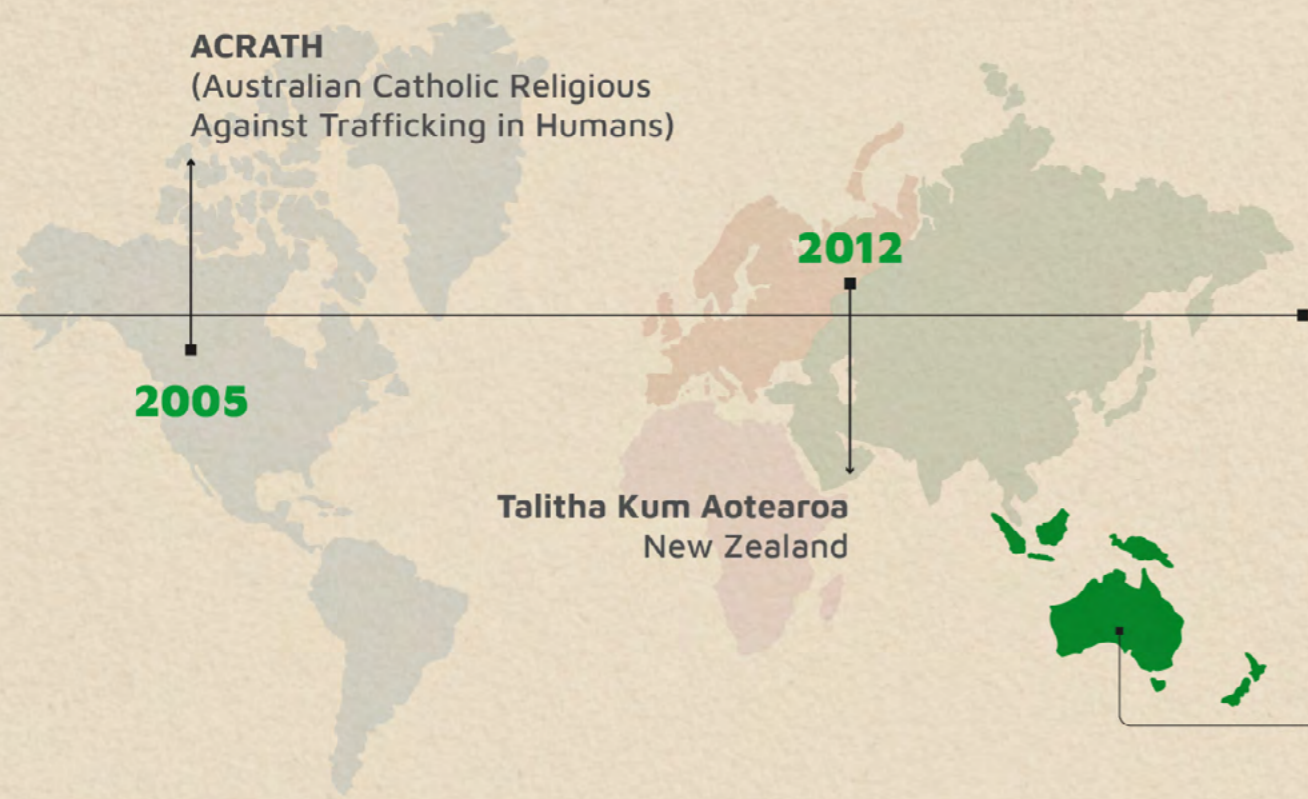 ACRATH
(Australian Catholic Religious
Against Trafficking in Humans)
2005
2012
Talitha Kum Aotearoa
New Zealand